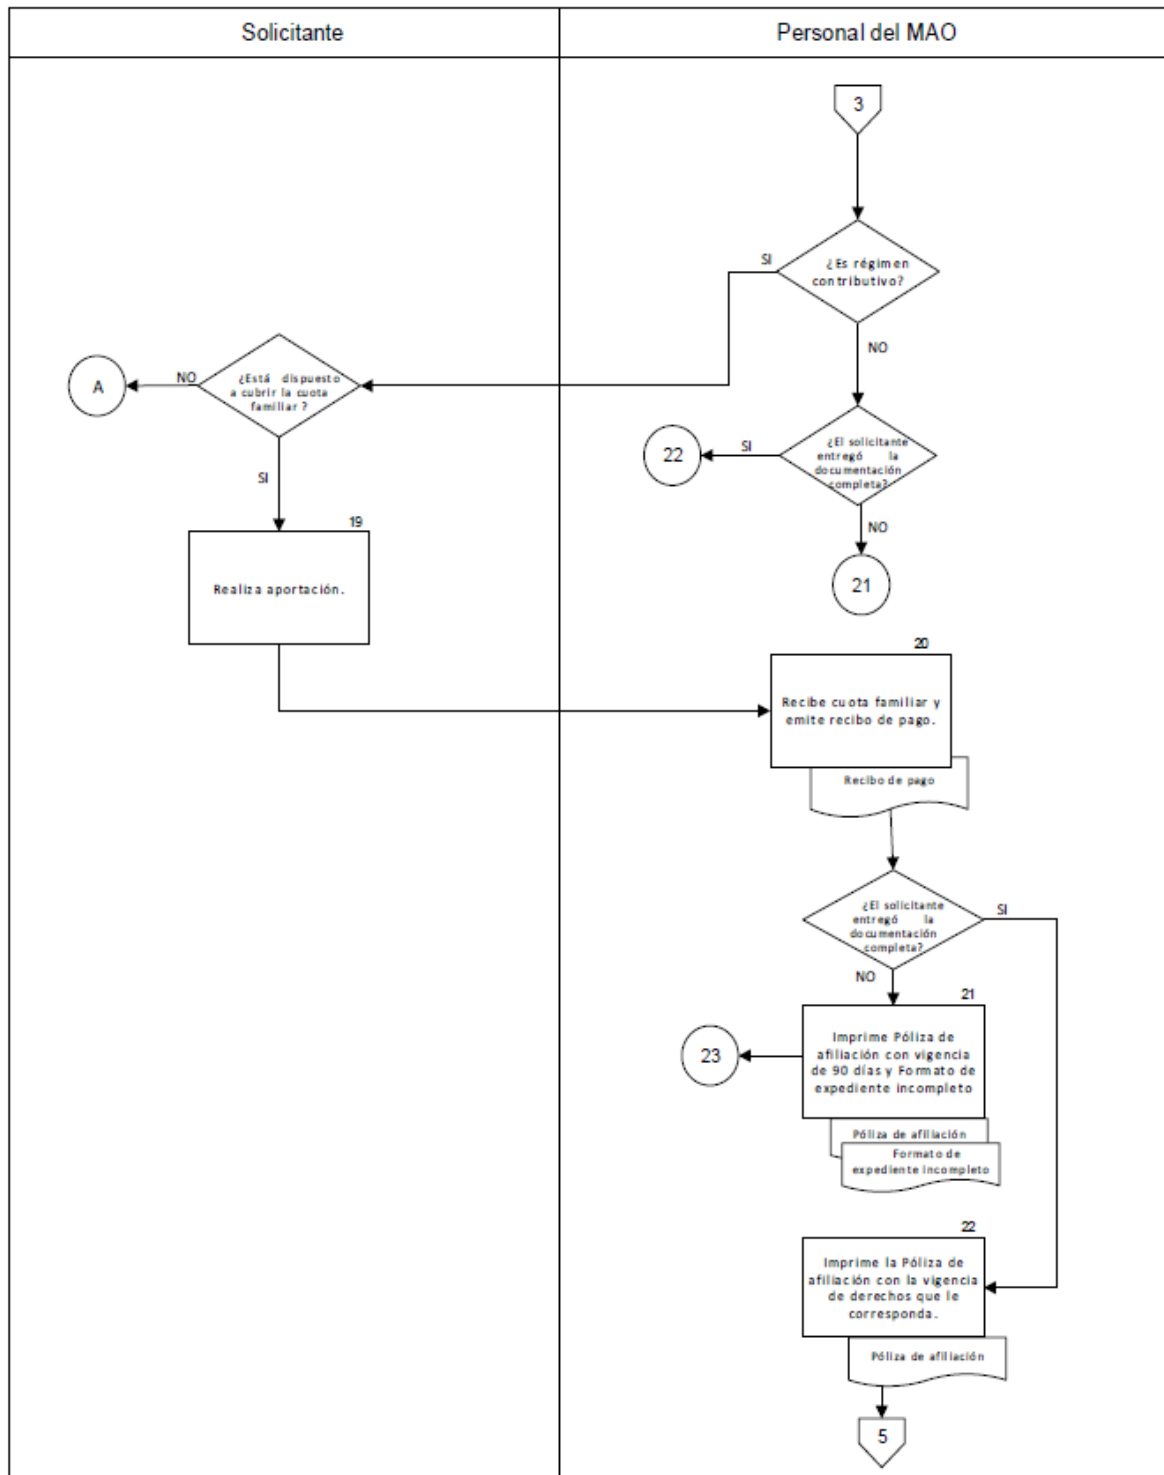 Solicitante
Personal del MAO
3
¿Es régimen
contributivo?
SI
NO
¿Está dispuesto
a cubrir la cuota
familiar ?
NO
A
SI
¿El solicitante
entregó la
documentación
completa?
SI
22
NO
21
19
Realiza aportación.
20
Recibe cuota familiar y
emite recibo de pago.
Recibo de pago
¿El solicitante
entregó la
documentación
completa?
SI
NO
21
Imprime Póliza de
afiliación con vigencia
de 90 días y Formato de
expediente incompleto
23
Póliza de afiliación
Formato de
expediente incompleto
22
Imprime la Póliza de
afiliación con la vigencia
de derechos que le
corresponda.
Póliza de afiliación
5